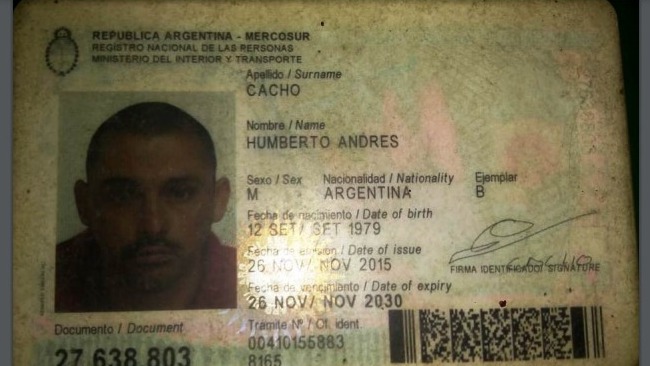 REPUBLICA ARGENTINA - MERCOSUR
REGISTRO NACIONAL DE LAS PERSONAS
MINISTERIO DEL INTERIOR Y TRANSPORTE
Apellido / Surname
CACHO
Nombre / Name
HUMBERTO ANDRES
Sexo / Sex Nacionalidad / Nationality Ejemplar
M ARGENTINA B
Fecha de nacimiento / Date of birth
12 SET/ SET 1979
Fecha de emisión / Date of issue
26 NOV/ NOV 2015
FIRMA IDENTIFICADO/ SIGNATURE
Fecha de vencimiento / Date of expiry
26 NOV/ NOV 2030
Documento / Document Trámite Nº / Of. ident.
27.638.803 00410155883
8165